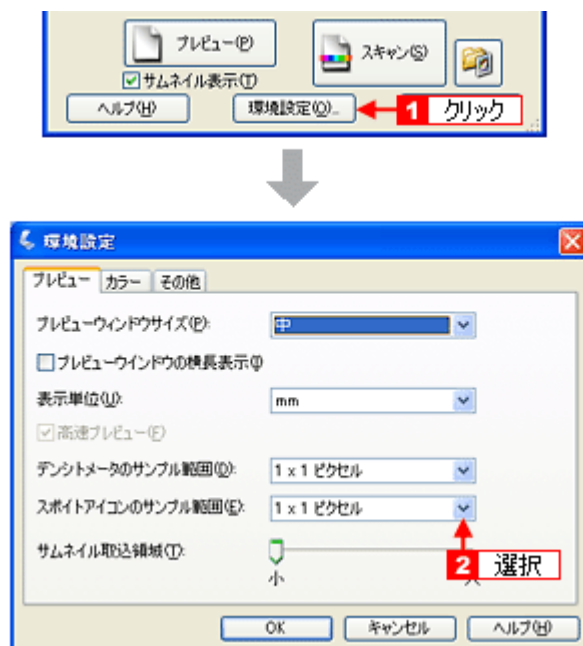 プレビュー(P)
スキャン(S)
サムネイル表示(T)
ヘルプ(H)
環境設定(O)...
1 クリック
環境設定
プレビュー カラー その他
プレビューウィンドウサイズ(P): 中
プレビューウインドウの横長表示(I)
表示単位(U): mm
高速プレビュー(F)
デンシトメータのサンプル範囲(D): 1 x 1 ピクセル
スポイトアイコンのサンプル範囲(E): 1 x 1 ピクセル
サムネイル取込領域(T):
小
2 選択
OK キャンセル ヘルプ(H)